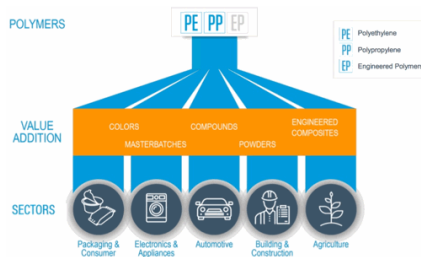 POLYMERS
PE PP EP
PE Polyethylene
PP Polypropylene
EP Engineered Polymers
VALUE
ADDITION
COLORS
MASTERBATCHES
COMPOUNDS
POWDERS
ENGINEERED
COMPOSITES
SECTORS
Packaging &
Consumer
Electronics &
Appliances
Automotive
Building &
Construction
Agriculture